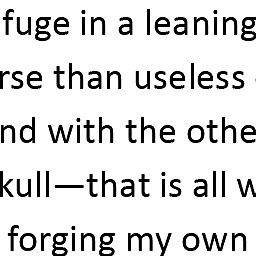 fuge in a leaning
rse than useless
nd with the othe
kull—that is all w
forging my own